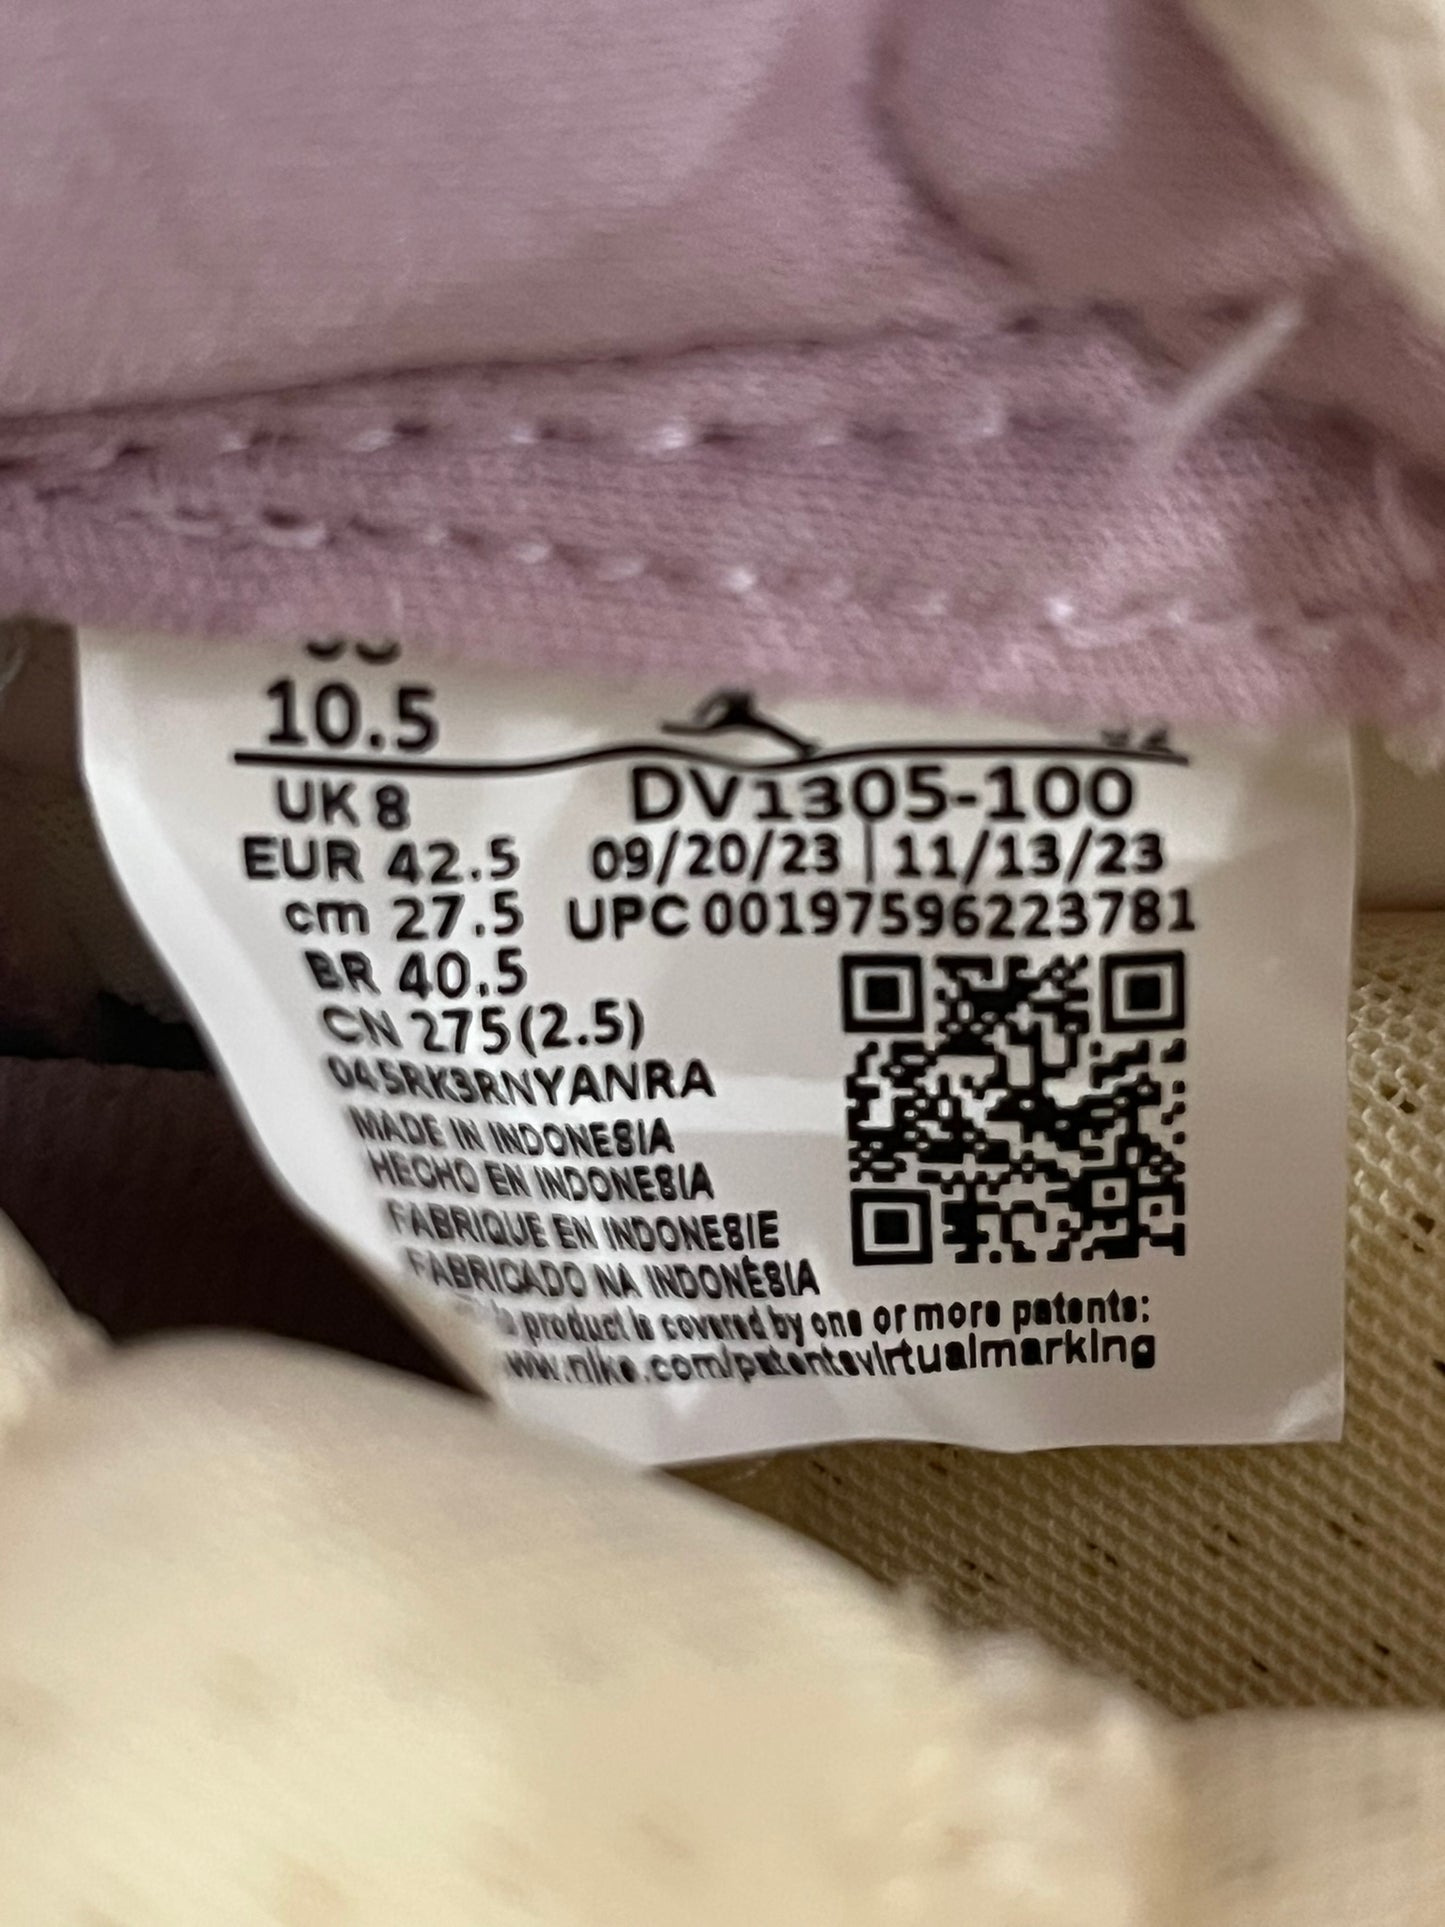 10.5
UK 8
DV1305-100
EUR 42.5
09/20/23 | 11/13/23
cm 27.5
UPC 00197596223781
BR 40.5
CN 275(2.5)
045RK3RNYANRA
MADE IN INDONESIA
HECHO EN INDONESIA
FABRIQUE EN INDONESIE
FABRICADO NA INDONÉSIA
product is covered by one or more patents:
www.nike.com/patentsvirtualmarking